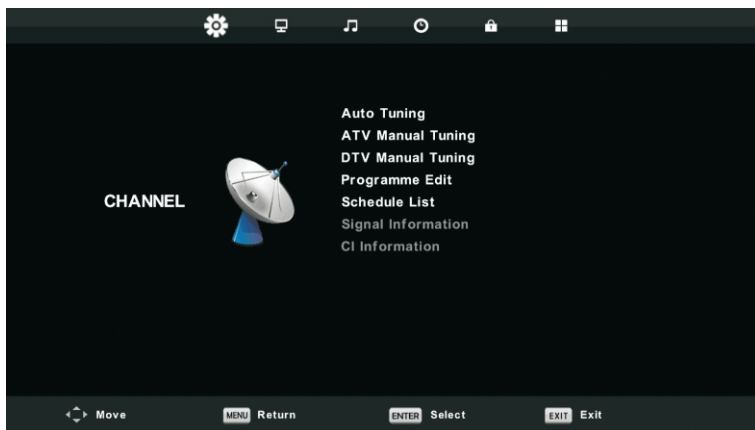 Auto Tuning
ATV Manual Tuning
DTV Manual Tuning
Programme Edit
CHANNEL
Schedule List
Signal Information
CI Information
Move MENU Return ENTER Select EXIT Exit